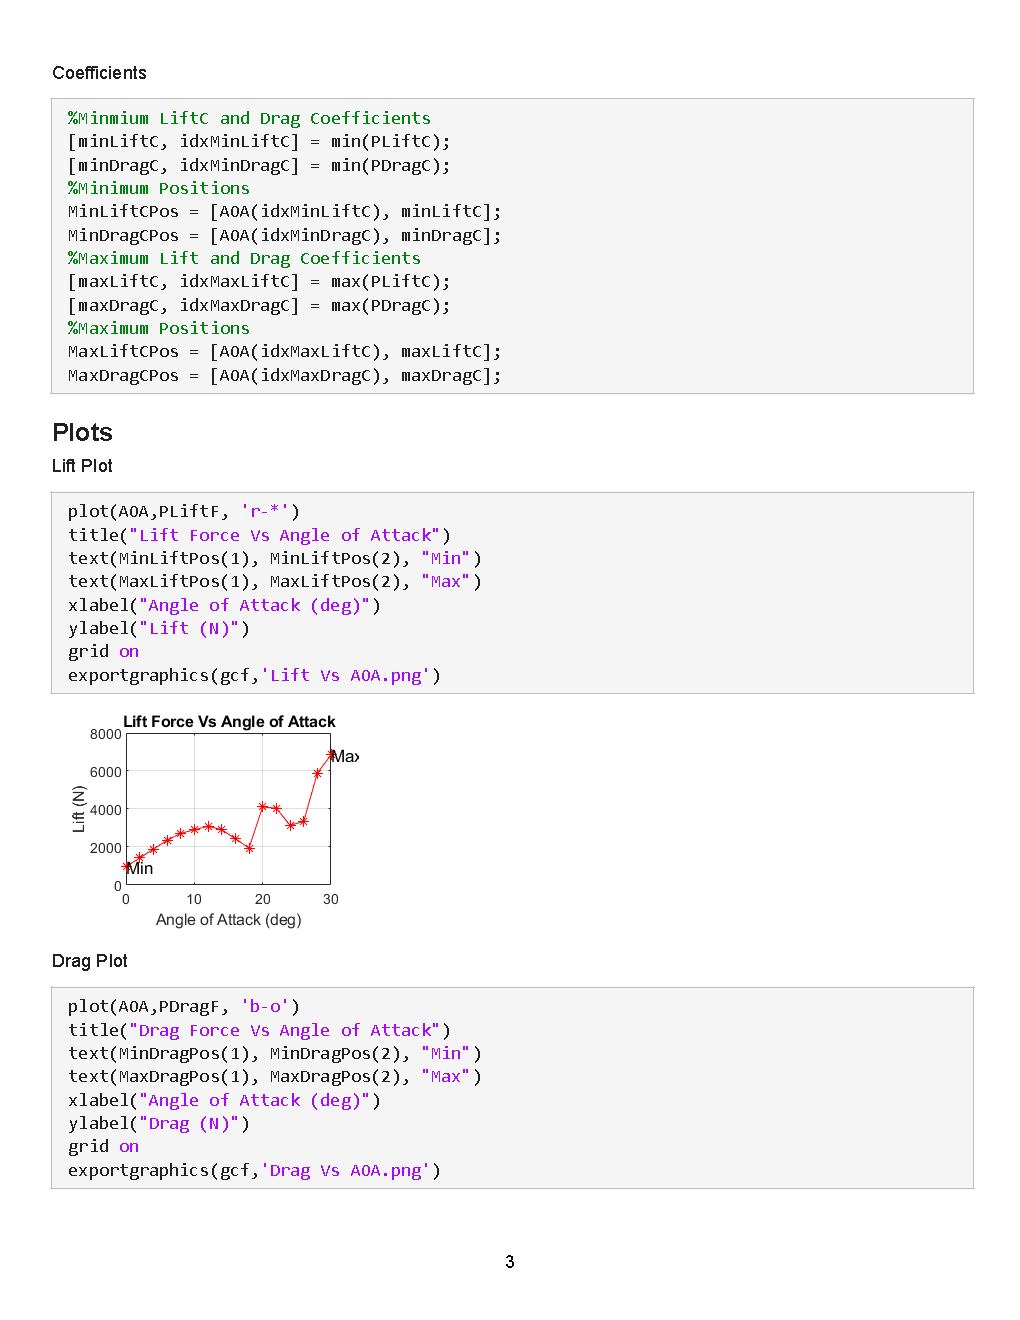 Coefficients
%Minmium LiftC and Drag Coefficients
[minLiftC, idxMinLiftC] = min(PLiftC);
[minDragC, idxMinDragC] = min(PDragC);
%Minimum Positions
MinLiftCPos = [AOA(idxMinLiftC), minLiftC];
MinDragCPos = [AOA(idxMinDragC), minDragC];
%Maximum Lift and Drag Coefficients
[maxLiftC, idxMaxLiftC] = max(PLiftC);
[maxDragC, idxMaxDragC] = max(PDragC);
%Maximum Positions
MaxLiftCPos = [AOA(idxMaxLiftC), maxLiftC];
MaxDragCPos = [AOA(idxMaxDragC), maxDragC];
Plots
Lift Plot
plot(AOA,PLiftF, 'r-*')
title("Lift Force Vs Angle of Attack")
text(MinLiftPos(1), MinLiftPos(2), "Min")
text(MaxLiftPos(1), MaxLiftPos(2), "Max")
xlabel("Angle of Attack (deg)")
ylabel("Lift (N)")
grid on
exportgraphics(gcf,'Lift Vs AOA.png')
Lift Force Vs Angle of Attack
8000
6000
4000
2000
0
Lift (N)
Max
Min
0 10 20 30
Angle of Attack (deg)
Drag Plot
plot(AOA,PDragF, 'b-o')
title("Drag Force Vs Angle of Attack")
text(MinDragPos(1), MinDragPos(2), "Min")
text(MaxDragPos(1), MaxDragPos(2), "Max")
xlabel("Angle of Attack (deg)")
ylabel("Drag (N)")
grid on
exportgraphics(gcf,'Drag Vs AOA.png')
3